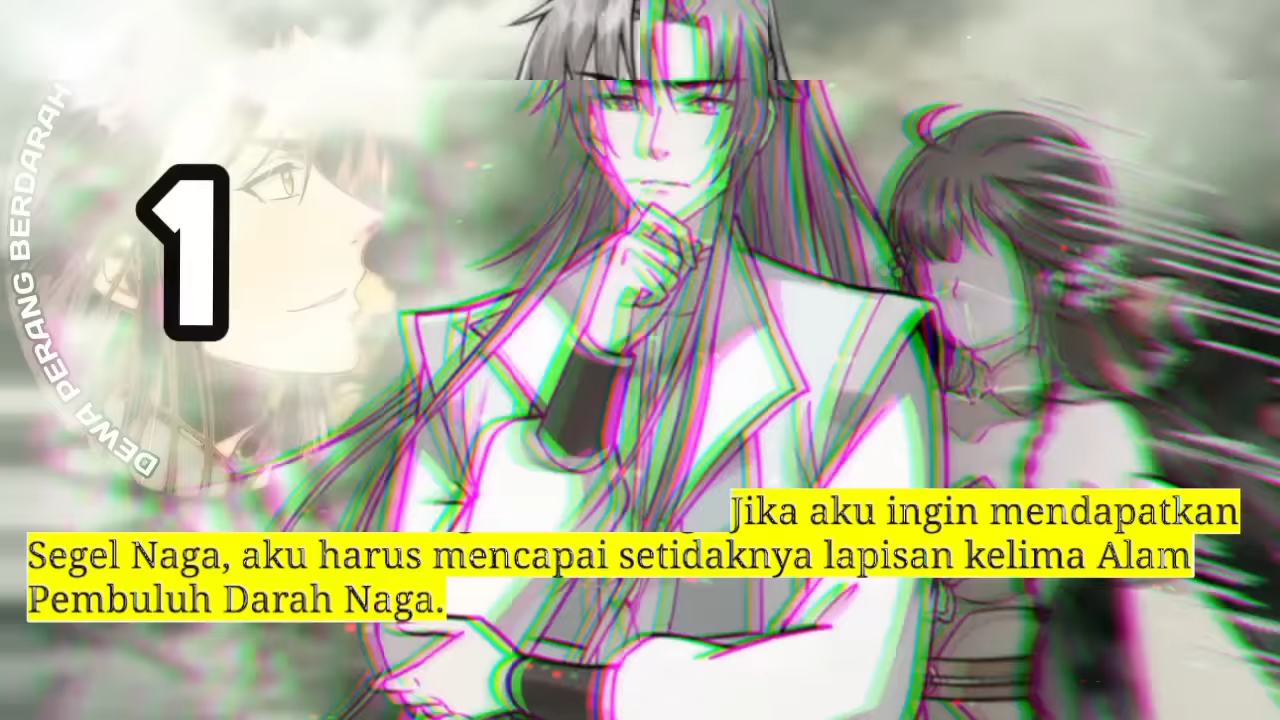 DEWA PERANG BERDARAH
1
Jika aku ingin mendapatkan
Segel Naga, aku harus mencapai setidaknya lapisan kelima Alam
Pembuluh Darah Naga.